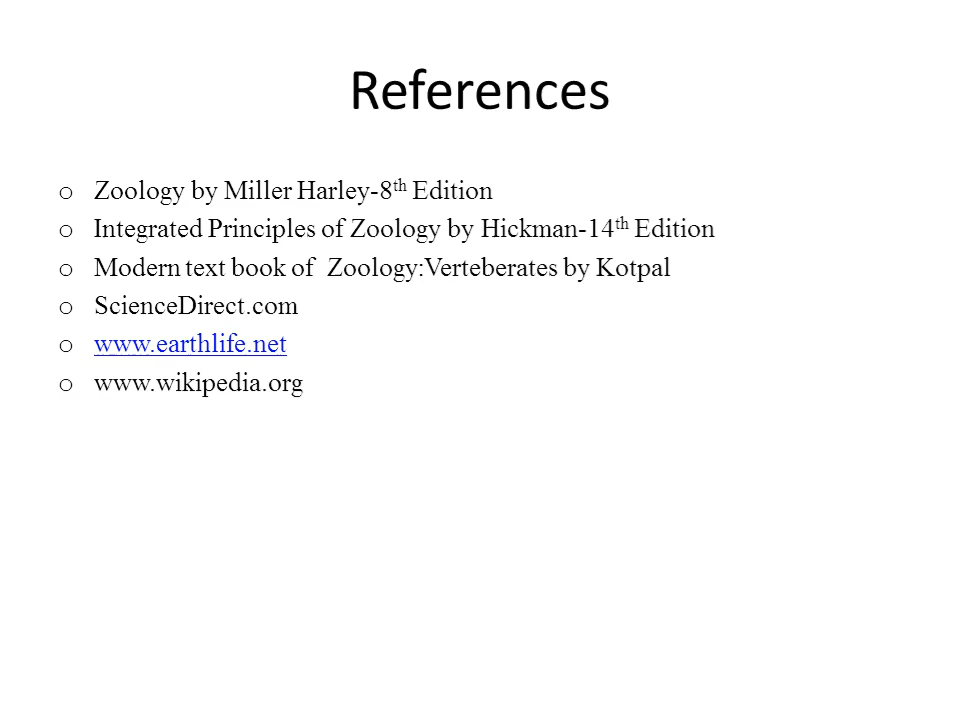 References
o Zoology by Miller Harley-8th Edition
o Integrated Principles of Zoology by Hickman-14th Edition
o Modern text book of  Zoology:Verteberates by Kotpal
o ScienceDirect.com
o www.earthlife.net
o www.wikipedia.org